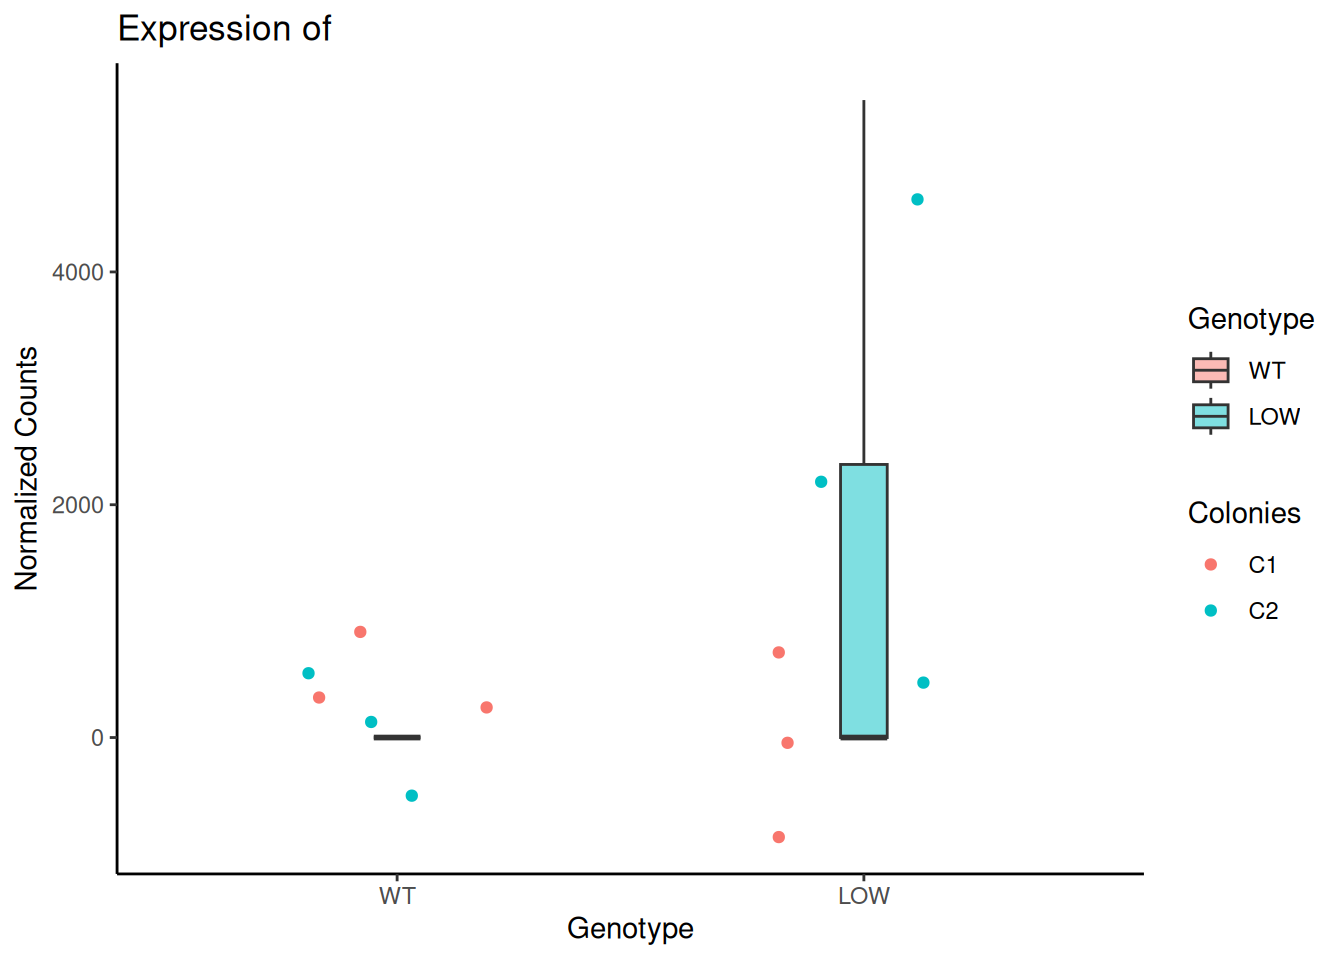 Expression of
4000
2000
0
Normalized Counts
WT
LOW
Genotype
Genotype
WT
LOW
Colonies
C1
C2